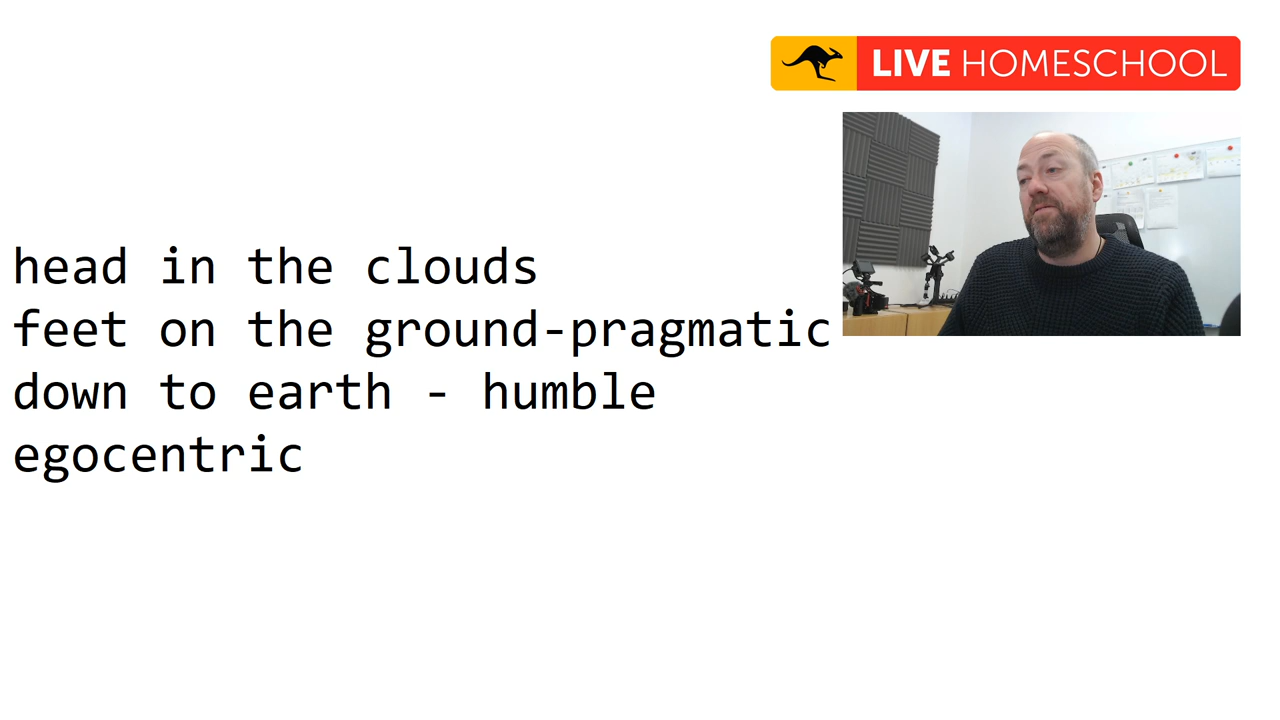 LIVE HOMESCHOOL
head in the clouds
feet on the ground-pragmatic
down to earth - humble
egocentric